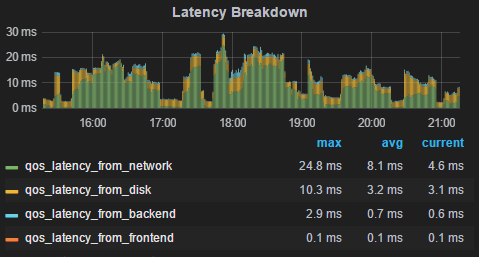 Latency Breakdown
30 ms
20 ms
10 ms
0 ms
16:00 17:00 18:00 19:00 20:00 21:00
max avg current
qos_latency_from_network 24.8 ms 8.1 ms 4.6 ms
qos_latency_from_disk 10.3 ms 3.2 ms 3.1 ms
qos_latency_from_backend 2.9 ms 0.7 ms 0.6 ms
qos_latency_from_frontend 0.1 ms 0.1 ms 0.1 ms